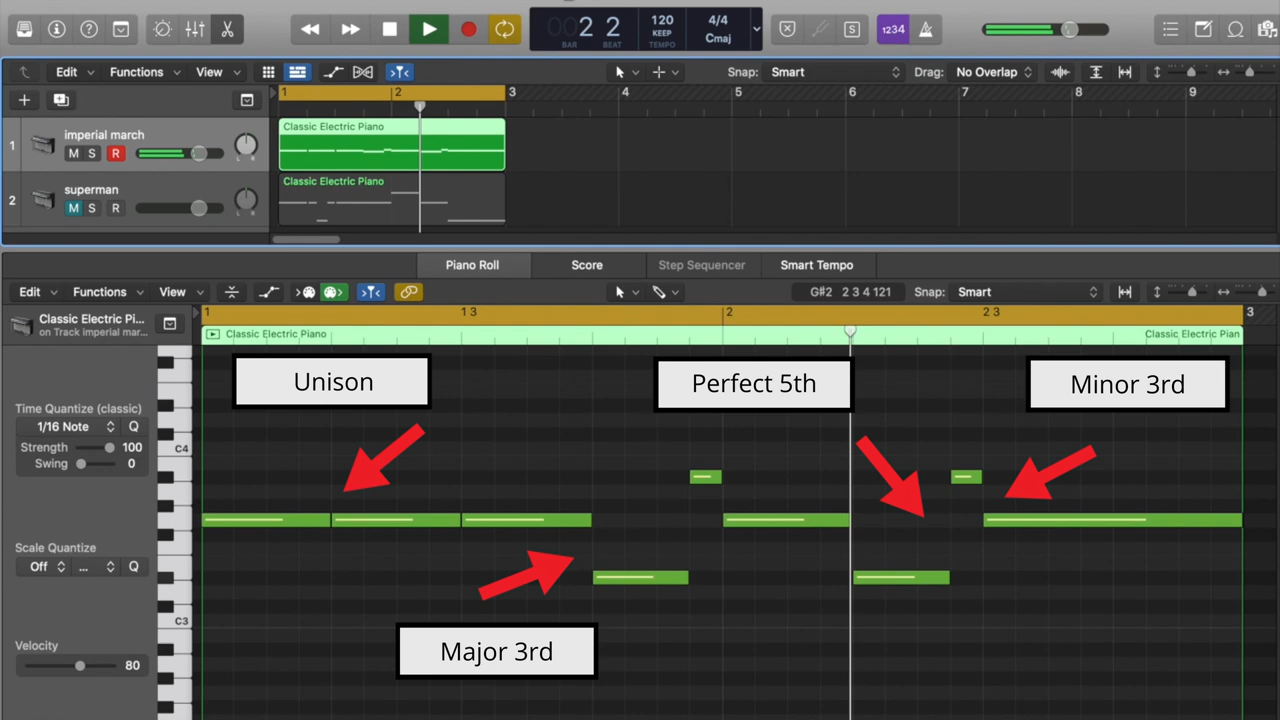 002 2
BAR BEAT
120
KEEP
TEMPO
4/4
Cmaj
S
1234
Edit Functions View
Snap: Smart
Drag: No Overlap
1 2 3 4 5 6 7 8 9
1
imperial march
M S R
L R
Classic Electric Piano
2
superman
M S R
L R
Classic Electric Piano
Piano Roll Score Step Sequencer Smart Tempo
Edit Functions View
G#2 2 3 4 121
Snap: Smart
1 1 3 2 2 3 3
Classic Electric Pi...
on Track imperial mar...
Classic Electric Piano
Classic Electric Pian
Unison
Perfect 5th
Minor 3rd
Time Quantize (classic)
1/16 Note Q
Strength 100
Swing 0
C4
Scale Quantize
Off ... Q
C3
Velocity
80
Major 3rd